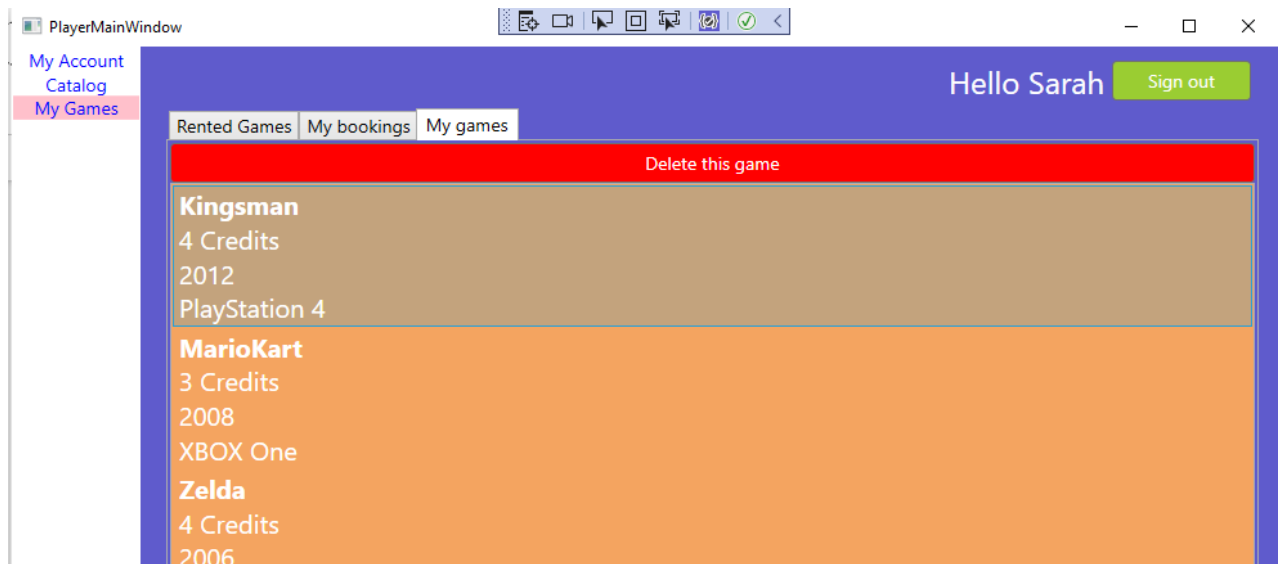 PlayerMainWindow
My Account
Catalog
My Games
Hello Sarah
Sign out
Rented Games
My bookings
My games
Delete this game
Kingsman
4 Credits
2012
PlayStation 4
MarioKart
3 Credits
2008
XBOX One
Zelda
4 Credits
2006